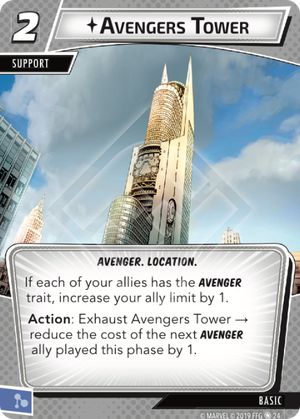 2
✦AVENGERS TOWER
SUPPORT
AVENGER. LOCATION.
If each of your allies has the AVENGER
trait, increase your ally limit by 1.
Action: Exhaust Avengers Tower →
reduce the cost of the next AVENGER
ally played this phase by 1.
© MARVEL © 2019 FFG 24
BASIC